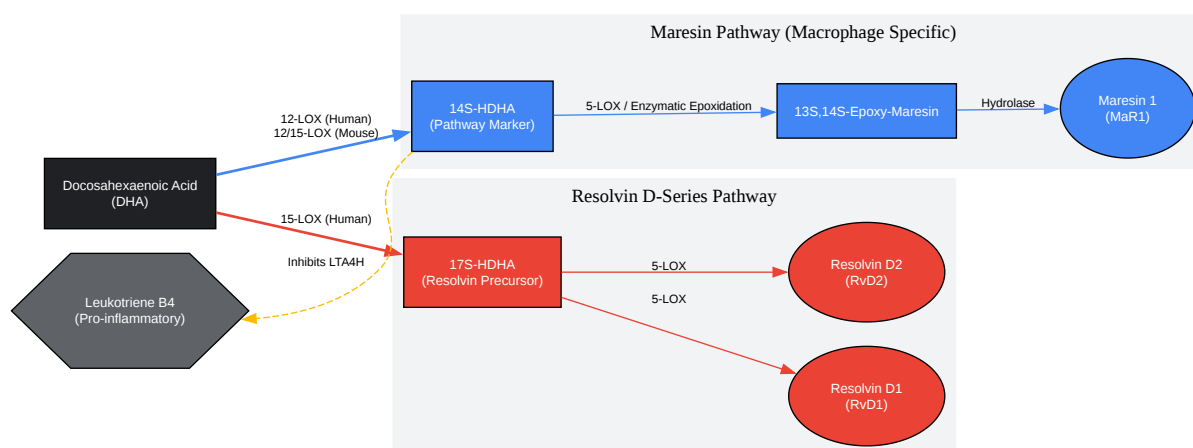 Maresin Pathway (Macrophage Specific)
12-LOX (Human)
12/15-LOX (Mouse)
14S-HDHA
(Pathway Marker)
5-LOX / Enzymatic Epoxidation
13S,14S-Epoxy-Maresin
Hydrolase
Maresin 1
(MaR1)
Docosahexaenoic Acid
(DHA)
Resolvin D-Series Pathway
15-LOX (Human)
Inhibits LTA4H
17S-HDHA
(Resolvin Precursor)
5-LOX
5-LOX
Resolvin D2
(RvD2)
Leukotriene B4
(Pro-inflammatory)
Resolvin D1
(RvD1)